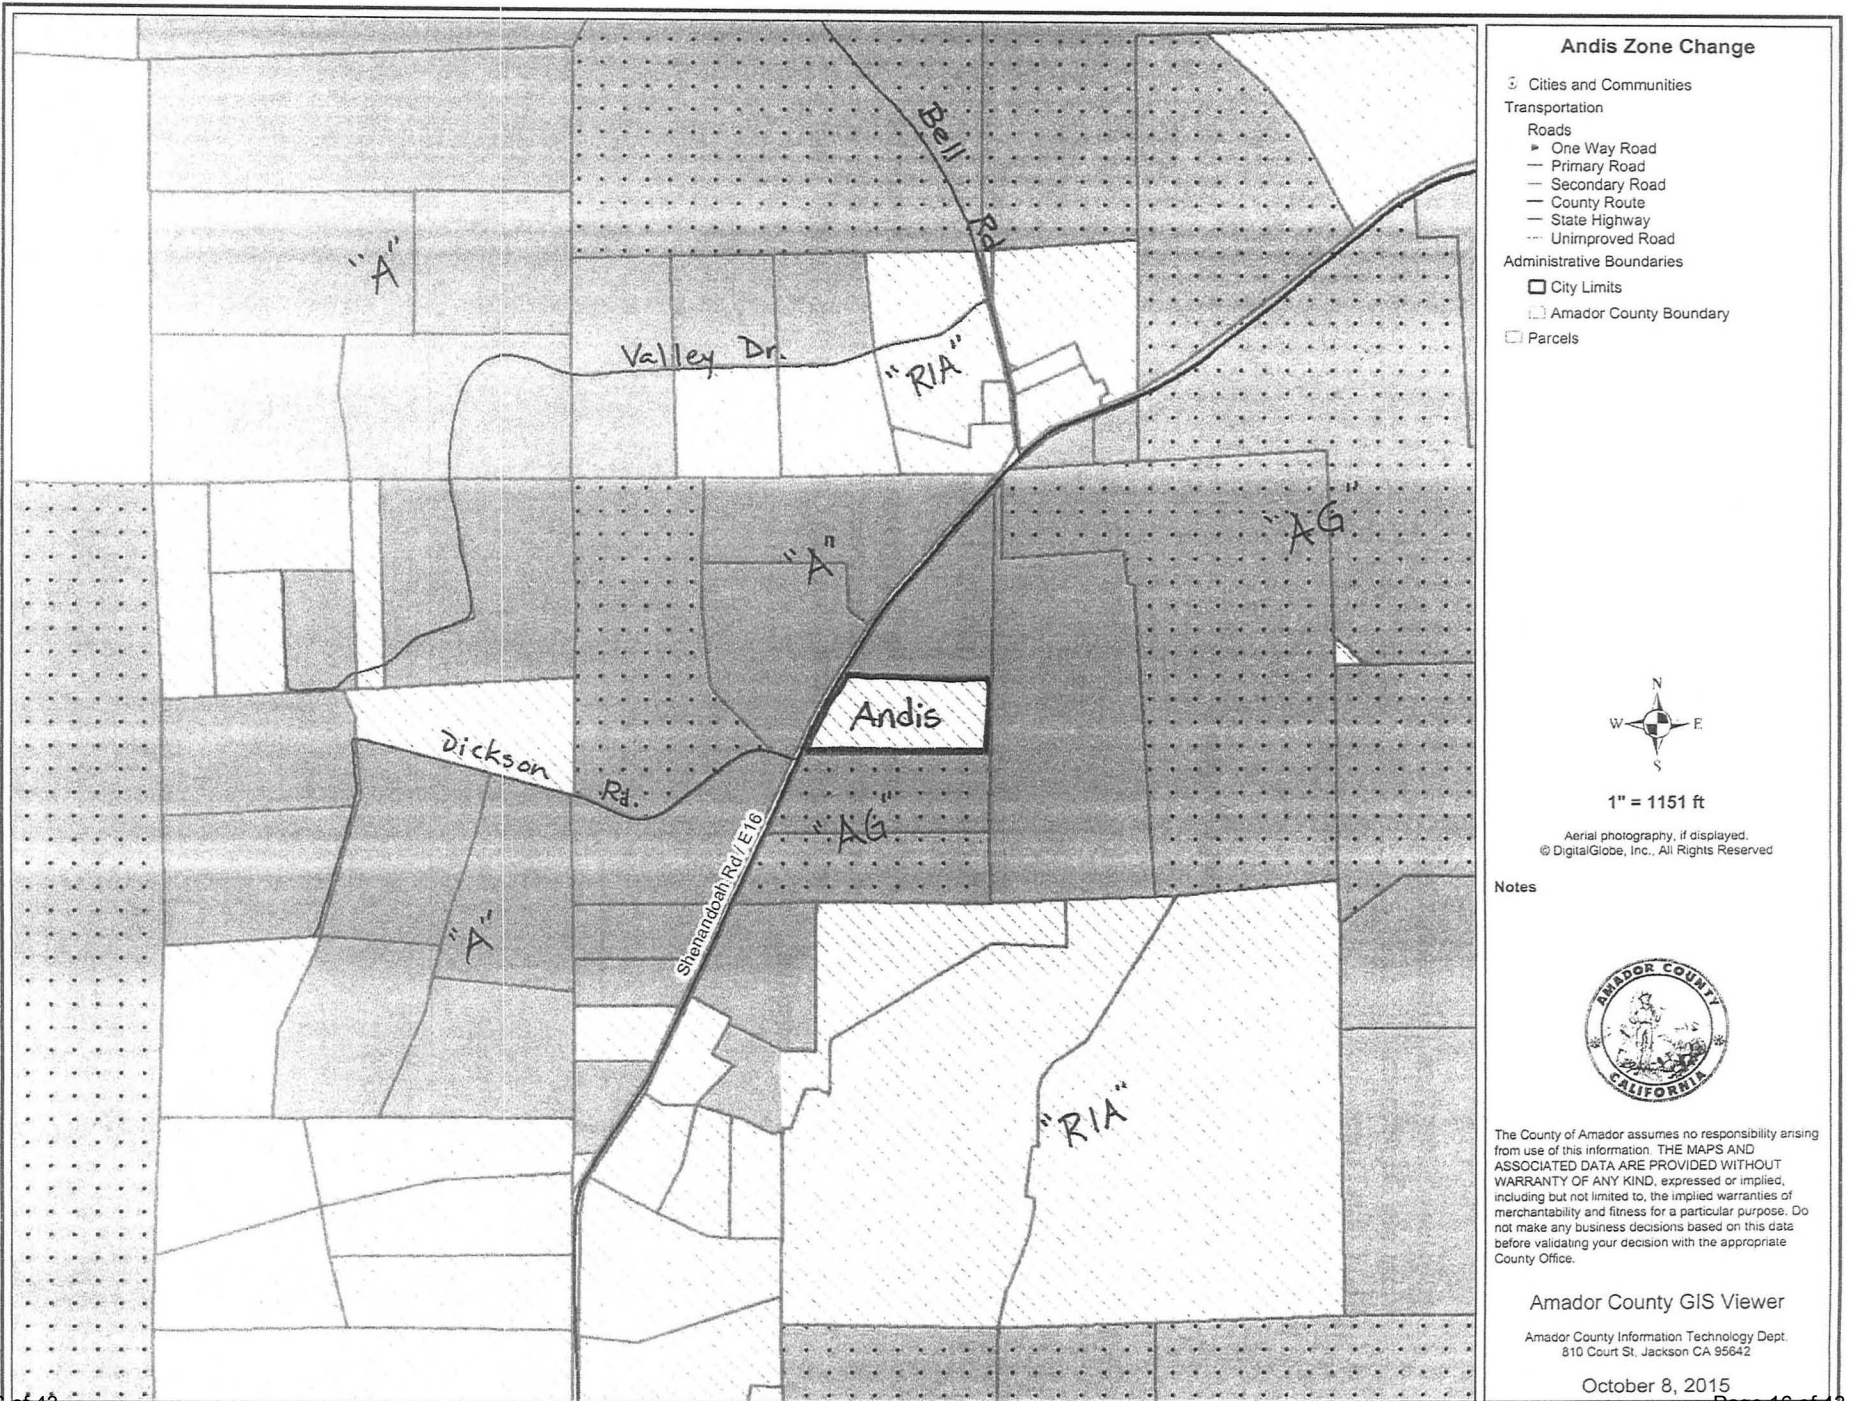 Andis Zone Change
Cities and Communities
Transportation
Roads
One Way Road
Primary Road
Secondary Road
County Route
State Highway
Unimproved Road
Administrative Boundaries
City Limits
Amador County Boundary
Parcels
N
W E
S
1" = 1151 ft
Aerial photography, if displayed,
© DigitalGlobe, Inc., All Rights Reserved
Notes
AMADOR COUNTY
CALIFORNIA
The County of Amador assumes no responsibility arising
from use of this information. THE MAPS AND
ASSOCIATED DATA ARE PROVIDED WITHOUT
WARRANTY OF ANY KIND, expressed or implied,
including but not limited to, the implied warranties of
merchantability and fitness for a particular purpose. Do
not make any business decisions based on this data
before validating your decision with the appropriate
County Office.
Amador County GIS Viewer
Amador County Information Technology Dept.
810 Court St, Jackson CA 95642
October 8, 2015
Bell
Rd
"A"
Valley Dr.
"R1A"
"AG"
"A"
Andis
Dickson
Rd.
"AG"
Shenandoah Rd / E16
"A"
"R1A"